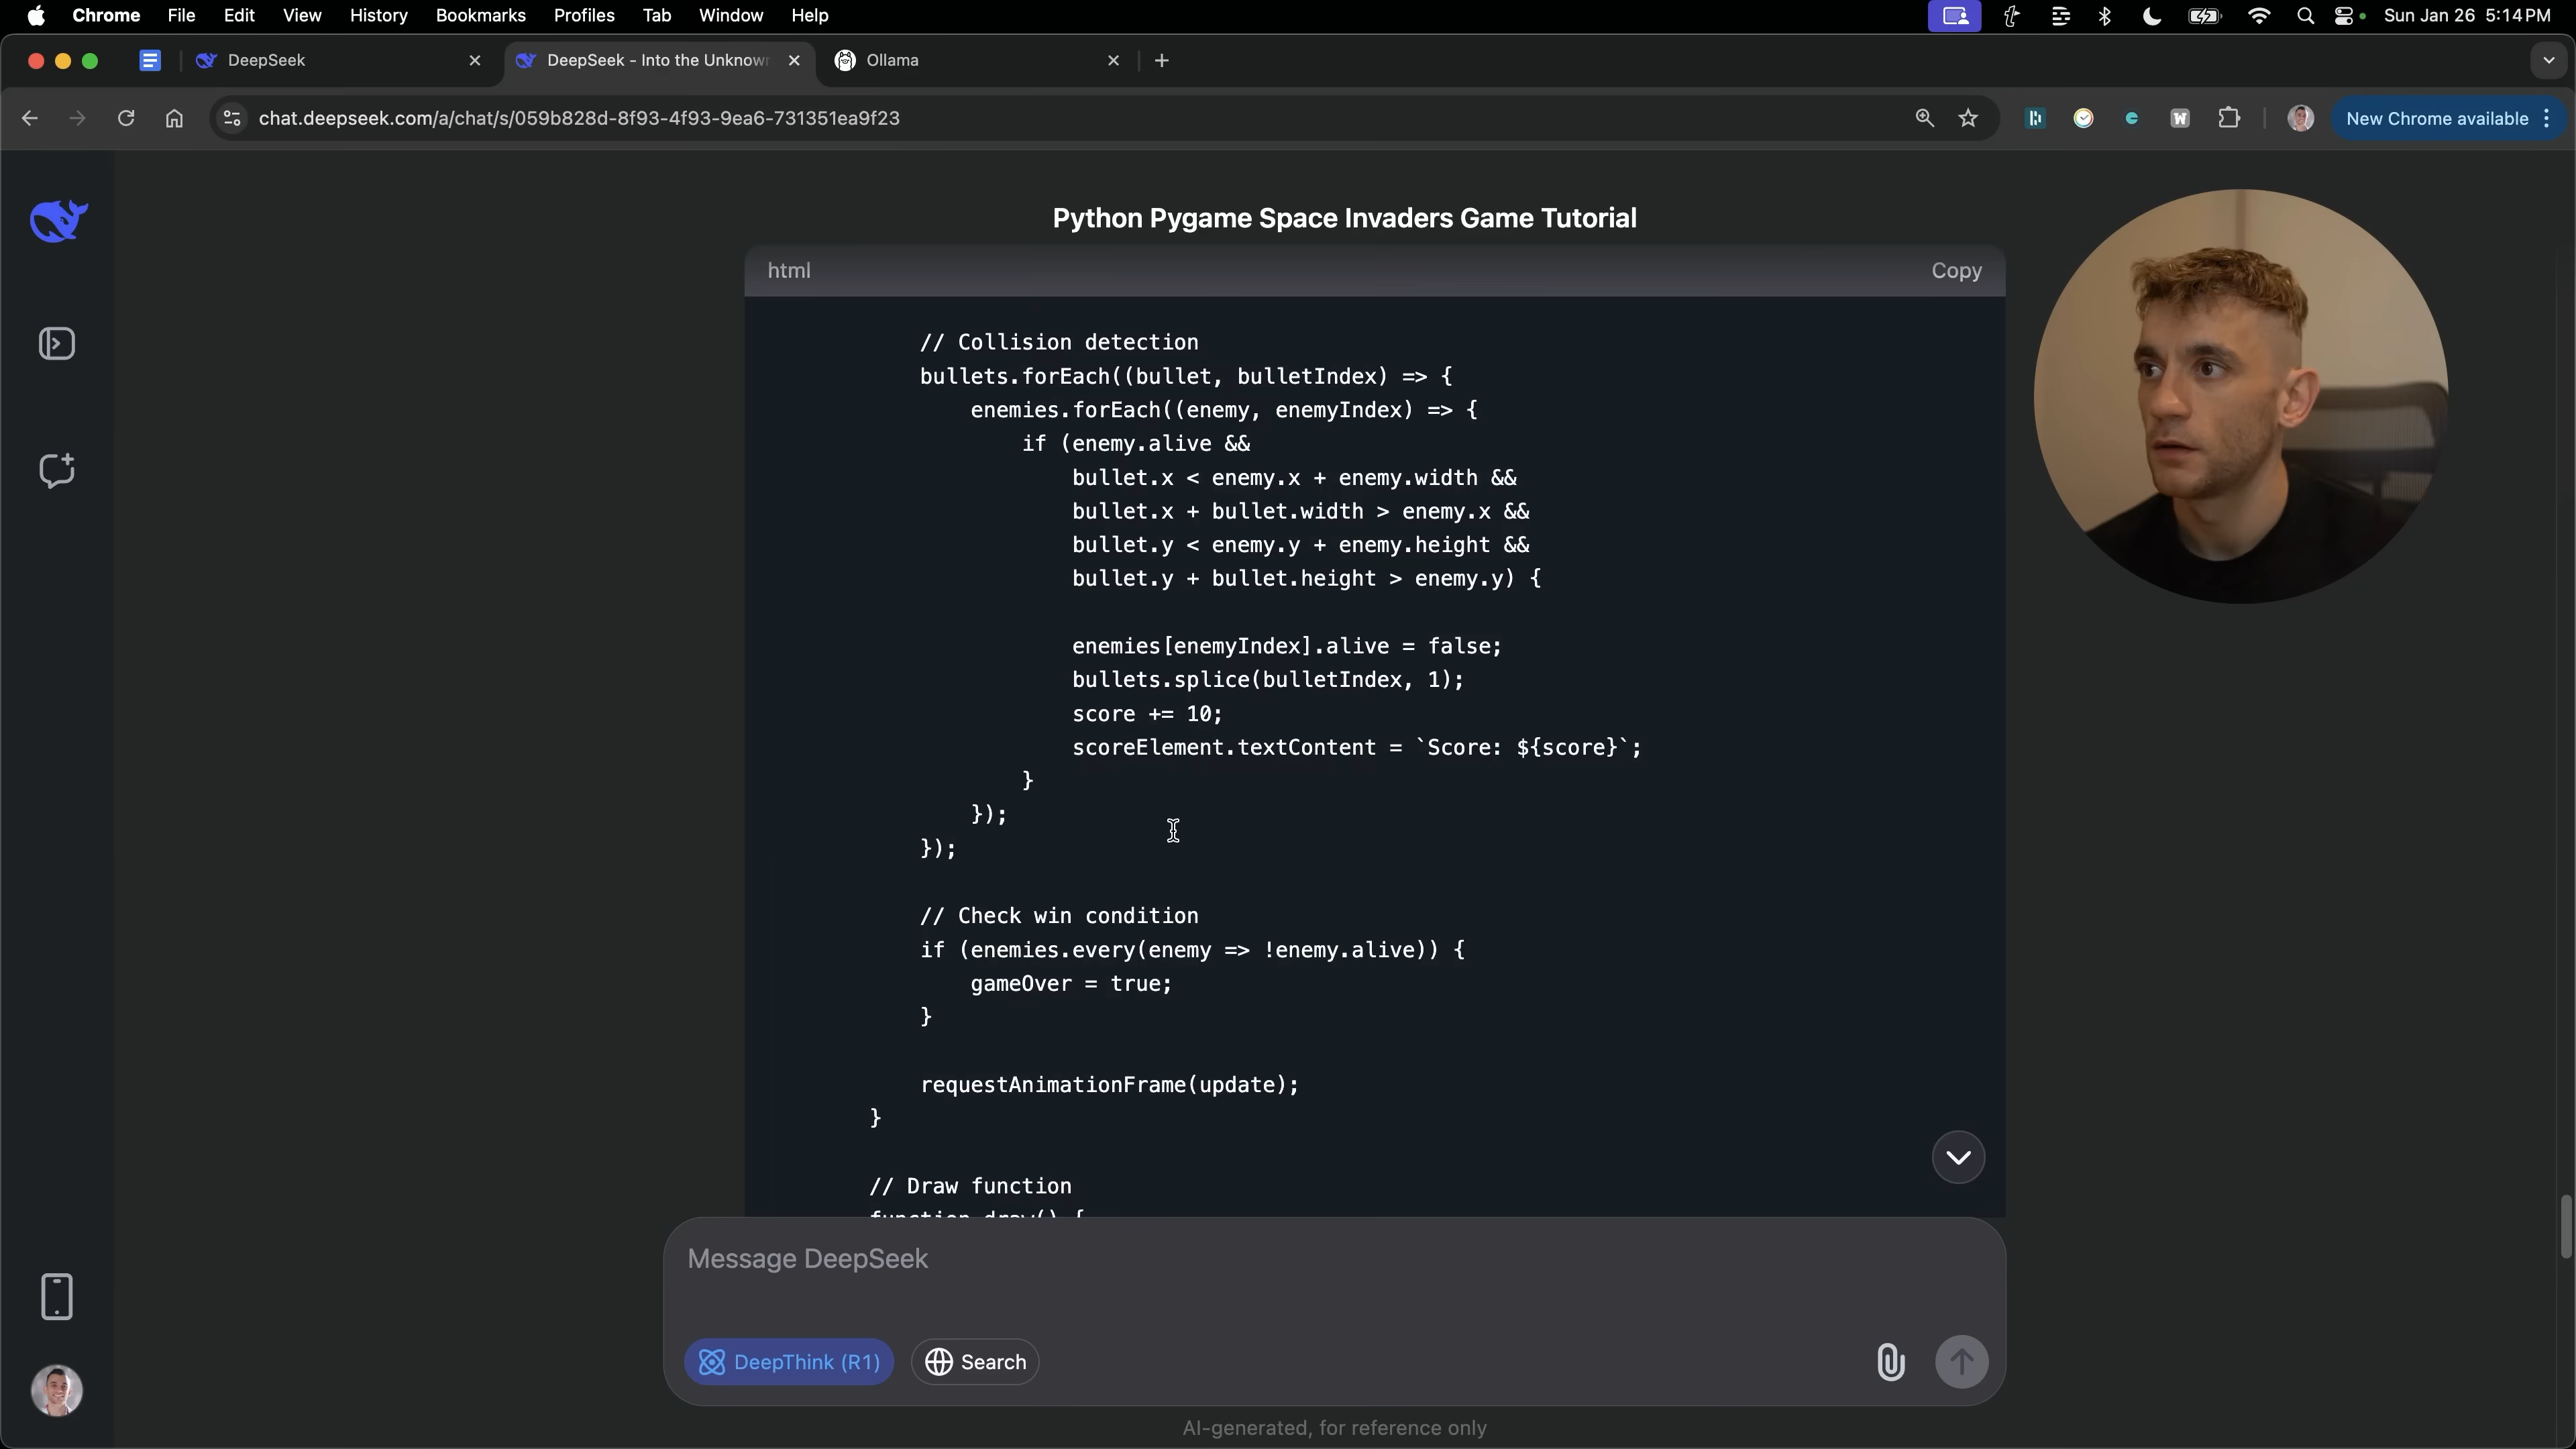 Chrome File Edit View History Bookmarks Profiles Tab Window Help Sun Jan 26 5:14 PM
DeepSeek DeepSeek - Into the Unknown Ollama
chat.deepseek.com/a/chat/s/059b828d-8f93-4f93-9ea6-731351ea9f23 New Chrome available
Python Pygame Space Invaders Game Tutorial
html Copy
// Collision detection
bullets.forEach((bullet, bulletIndex) => {
enemies.forEach((enemy, enemyIndex) => {
if (enemy.alive &&
bullet.x < enemy.x + enemy.width &&
bullet.x + bullet.width > enemy.x &&
bullet.y < enemy.y + enemy.height &&
bullet.y + bullet.height > enemy.y) {
enemies[enemyIndex].alive = false;
bullets.splice(bulletIndex, 1);
score += 10;
scoreElement.textContent = `Score: ${score}`;
}
});
});
// Check win condition
if (enemies.every(enemy => !enemy.alive)) {
gameOver = true;
}
requestAnimationFrame(update);
}
// Draw function
function draw() {
Message DeepSeek
DeepThink (R1) Search
AI-generated, for reference only